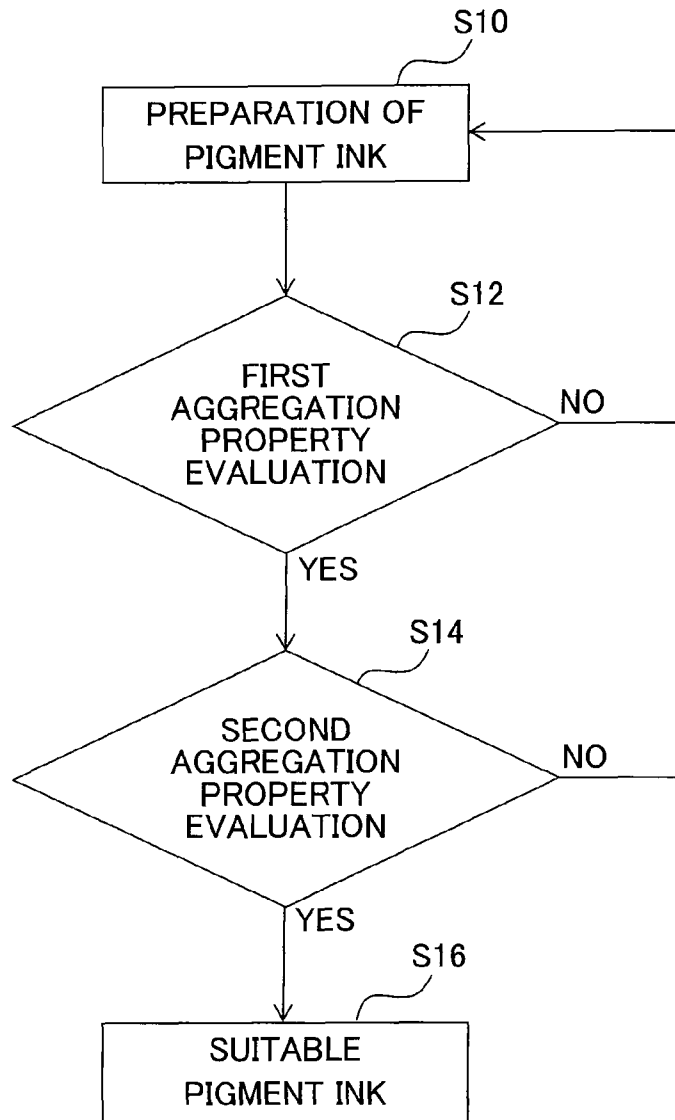 S10
PREPARATION OF
PIGMENT INK
S12
FIRST
AGGREGATION
PROPERTY
EVALUATION
NO
YES
S14
SECOND
AGGREGATION
PROPERTY
EVALUATION
NO
YES
S16
SUITABLE
PIGMENT INK